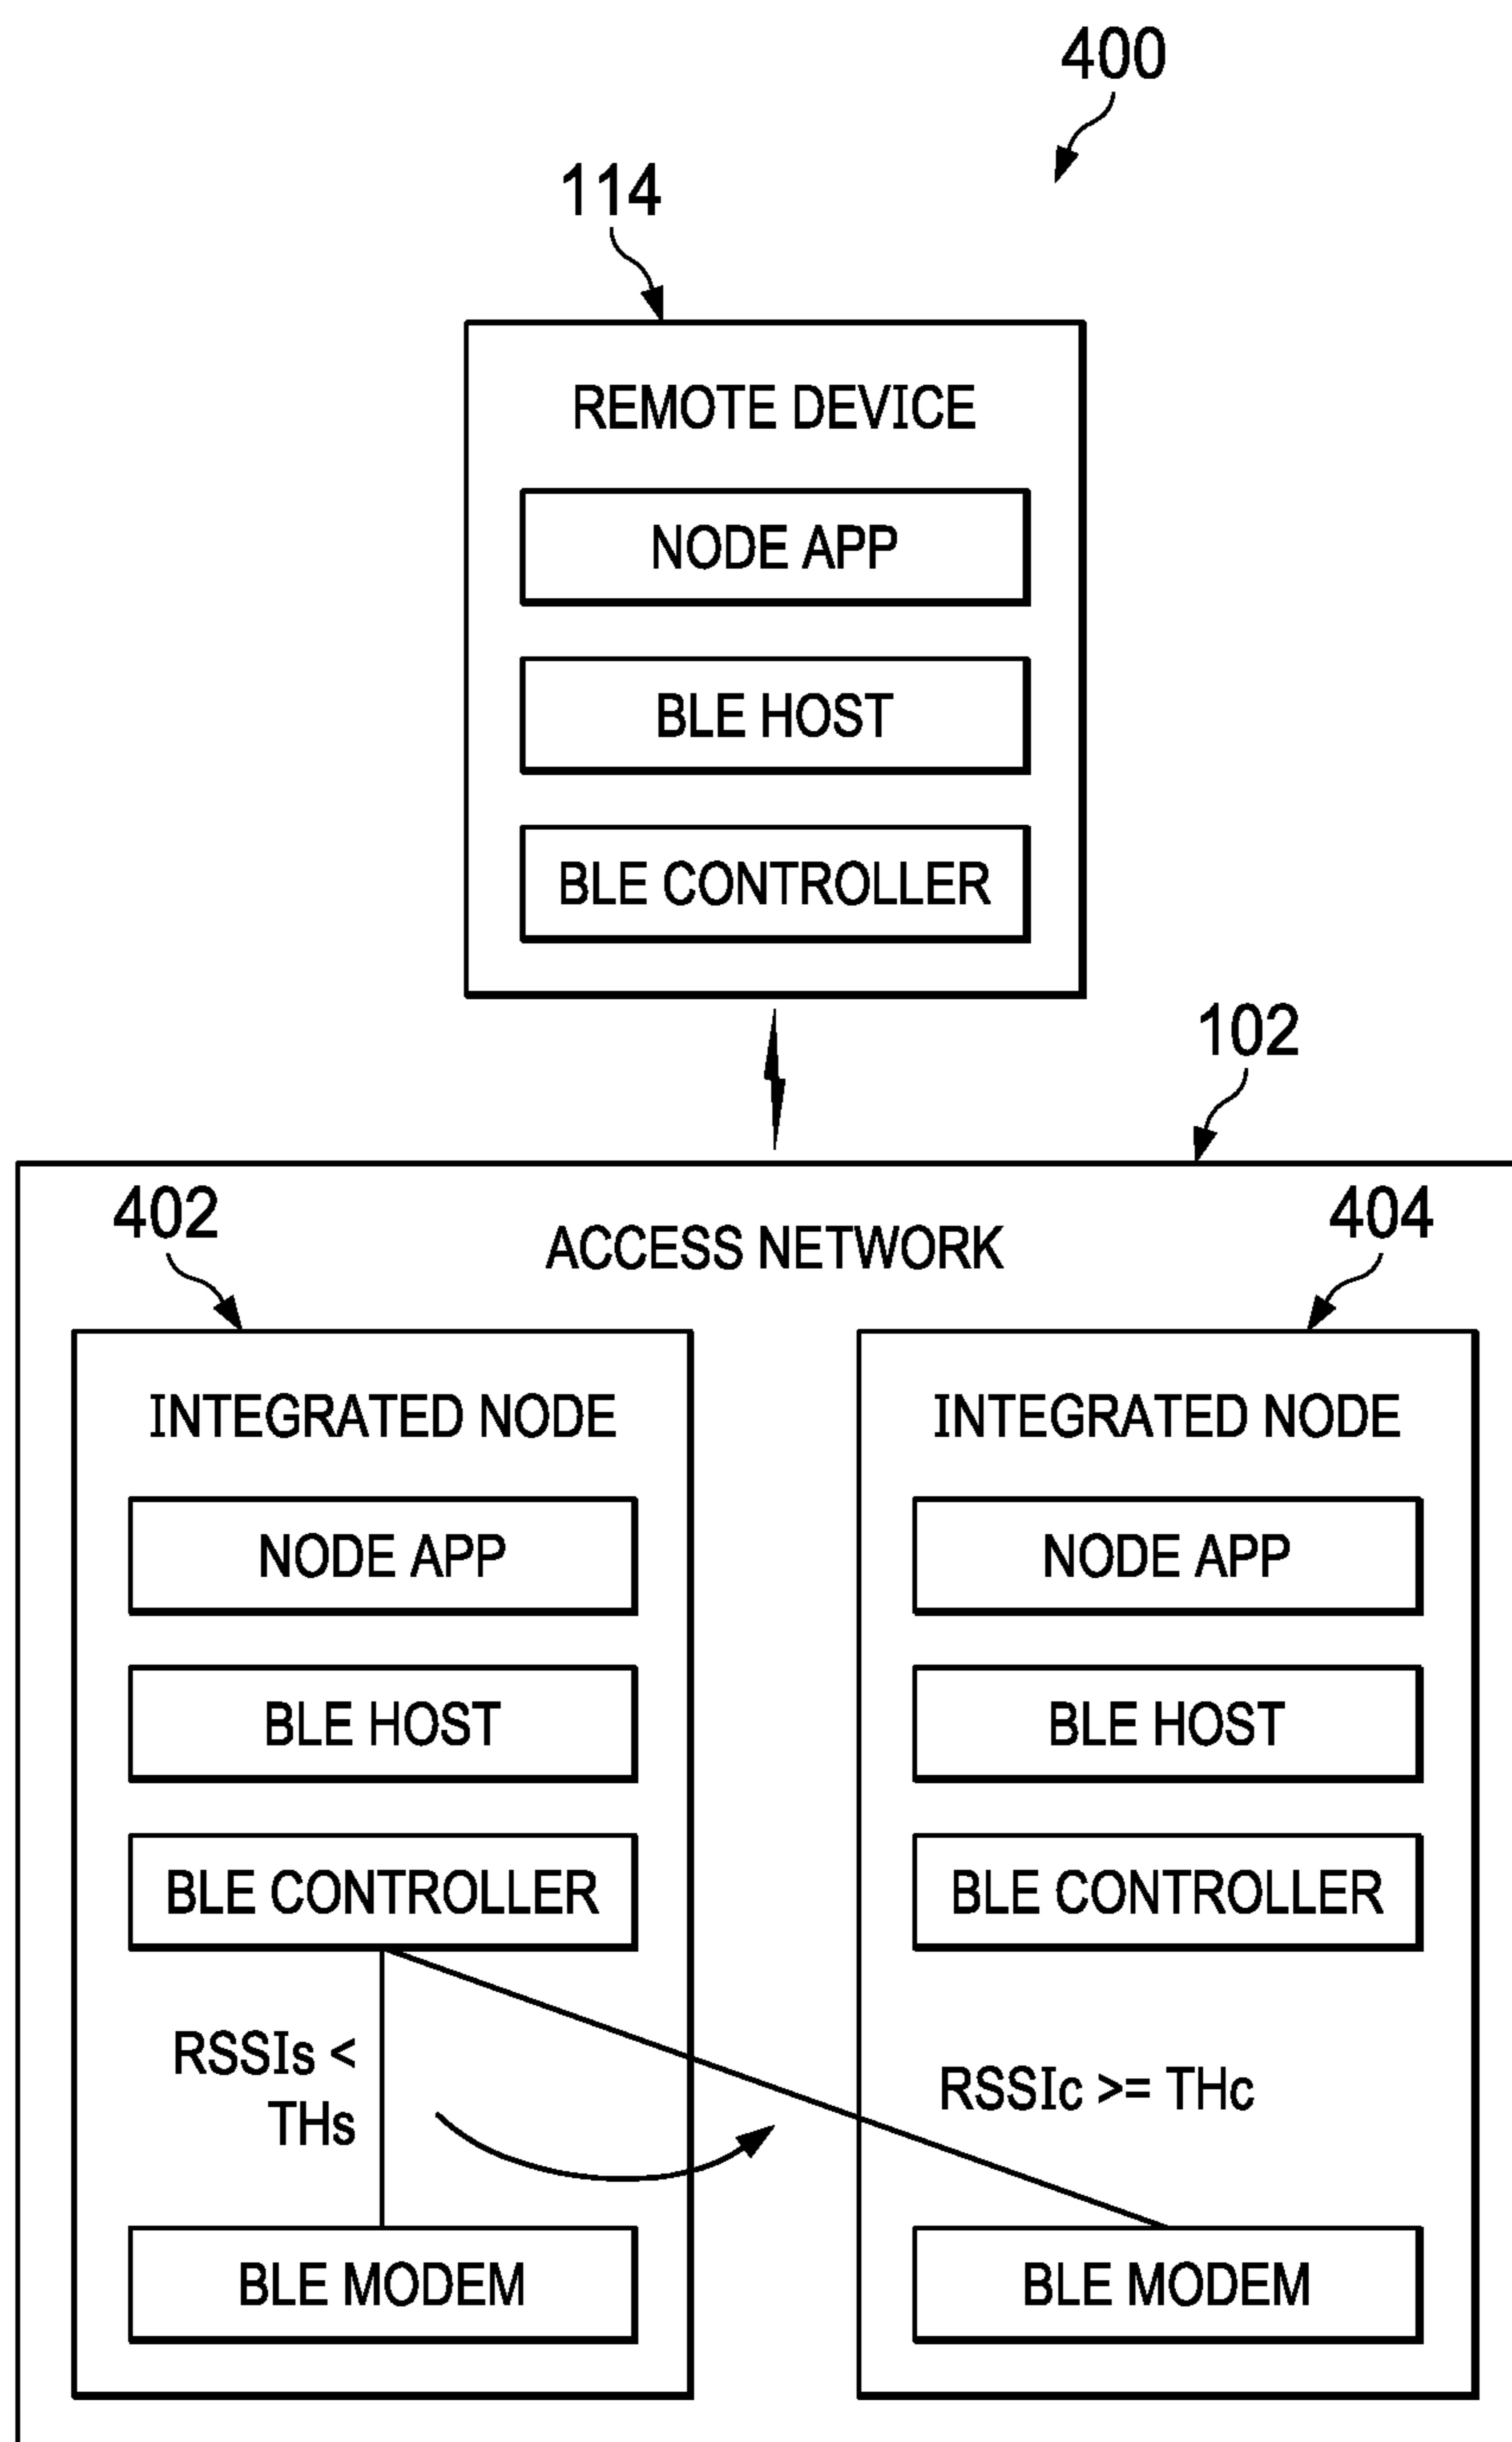 400
114
REMOTE DEVICE
NODE APP
BLE HOST
BLE CONTROLLER
102
402
404
ACCESS NETWORK
INTEGRATED NODE
NODE APP
BLE HOST
BLE CONTROLLER
RSSIs <
THs
BLE MODEM
INTEGRATED NODE
NODE APP
BLE HOST
BLE CONTROLLER
RSSIc >= THc
BLE MODEM